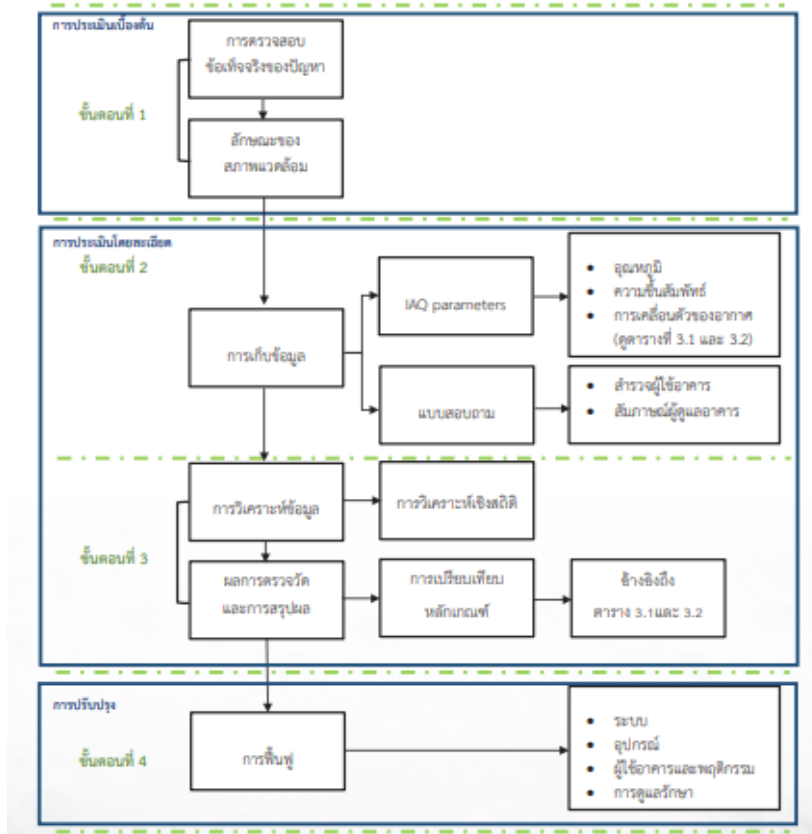 การประเมินเบื้องต้น
การตรวจสอบ
ข้อเท็จจริงของปัญหา
ขั้นตอนที่ 1
ลักษณะของ
สภาพแวดล้อม
การประเมินโดยละเอียด
ขั้นตอนที่ 2
การเก็บข้อมูล
IAQ parameters
• อุณหภูมิ
• ความชื้นสัมพัทธ์
• การเคลื่อนตัวของอากาศ
(ดูตารางที่ 3.1 และ 3.2)
แบบสอบถาม
• สำรวจผู้ใช้อาคาร
• สัมภาษณ์ผู้ดูแลอาคาร
การวิเคราะห์ข้อมูล
การวิเคราะห์เชิงสถิติ
ขั้นตอนที่ 3
ผลการตรวจวัด
และการสรุปผล
การเปรียบเทียบ
หลักเกณฑ์
อ้างอิงถึง
ตาราง 3.1และ 3.2
การปรับปรุง
ขั้นตอนที่ 4
การฟื้นฟู
• ระบบ
• อุปกรณ์
• ผู้ใช้อาคารและพฤติกรรม
• การดูแลรักษา